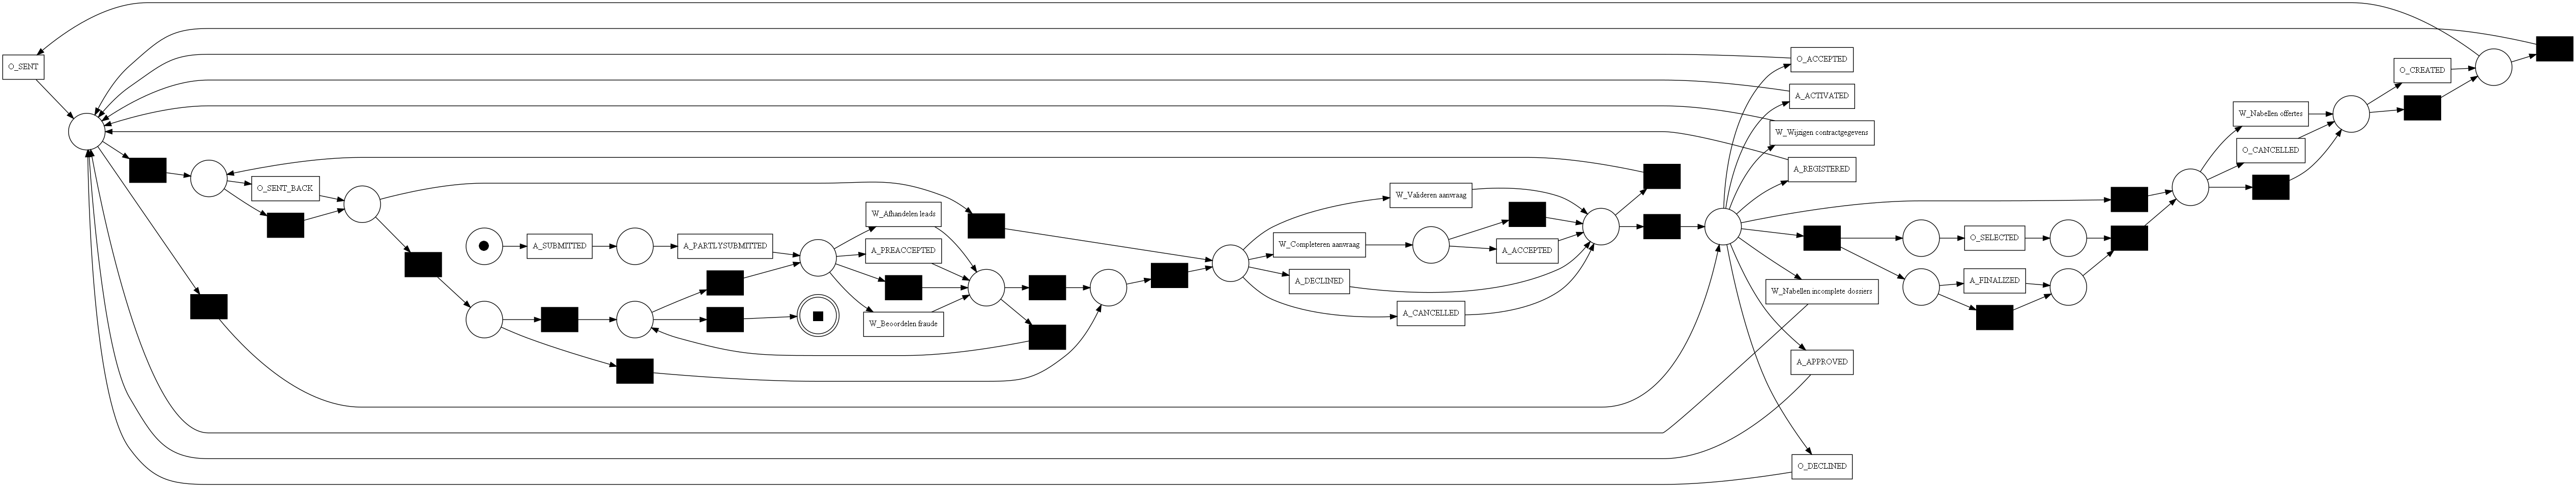 O_SENT
O_SENT_BACK
A_SUBMITTED
A_PARTLYSUBMITTED
W_Afhandelen leads
A_PREACCEPTED
W_Beoordelen fraude
W_Valideren aanvraag
W_Completeren aanvraag
A_ACCEPTED
A_DECLINED
A_CANCELLED
O_ACCEPTED
A_ACTIVATED
W_Wijzigen contractgegevens
A_REGISTERED
W_Nabellen incomplete dossiers
A_APPROVED
O_DECLINED
O_SELECTED
A_FINALIZED
W_Nabellen offertes
O_CANCELLED
O_CREATED